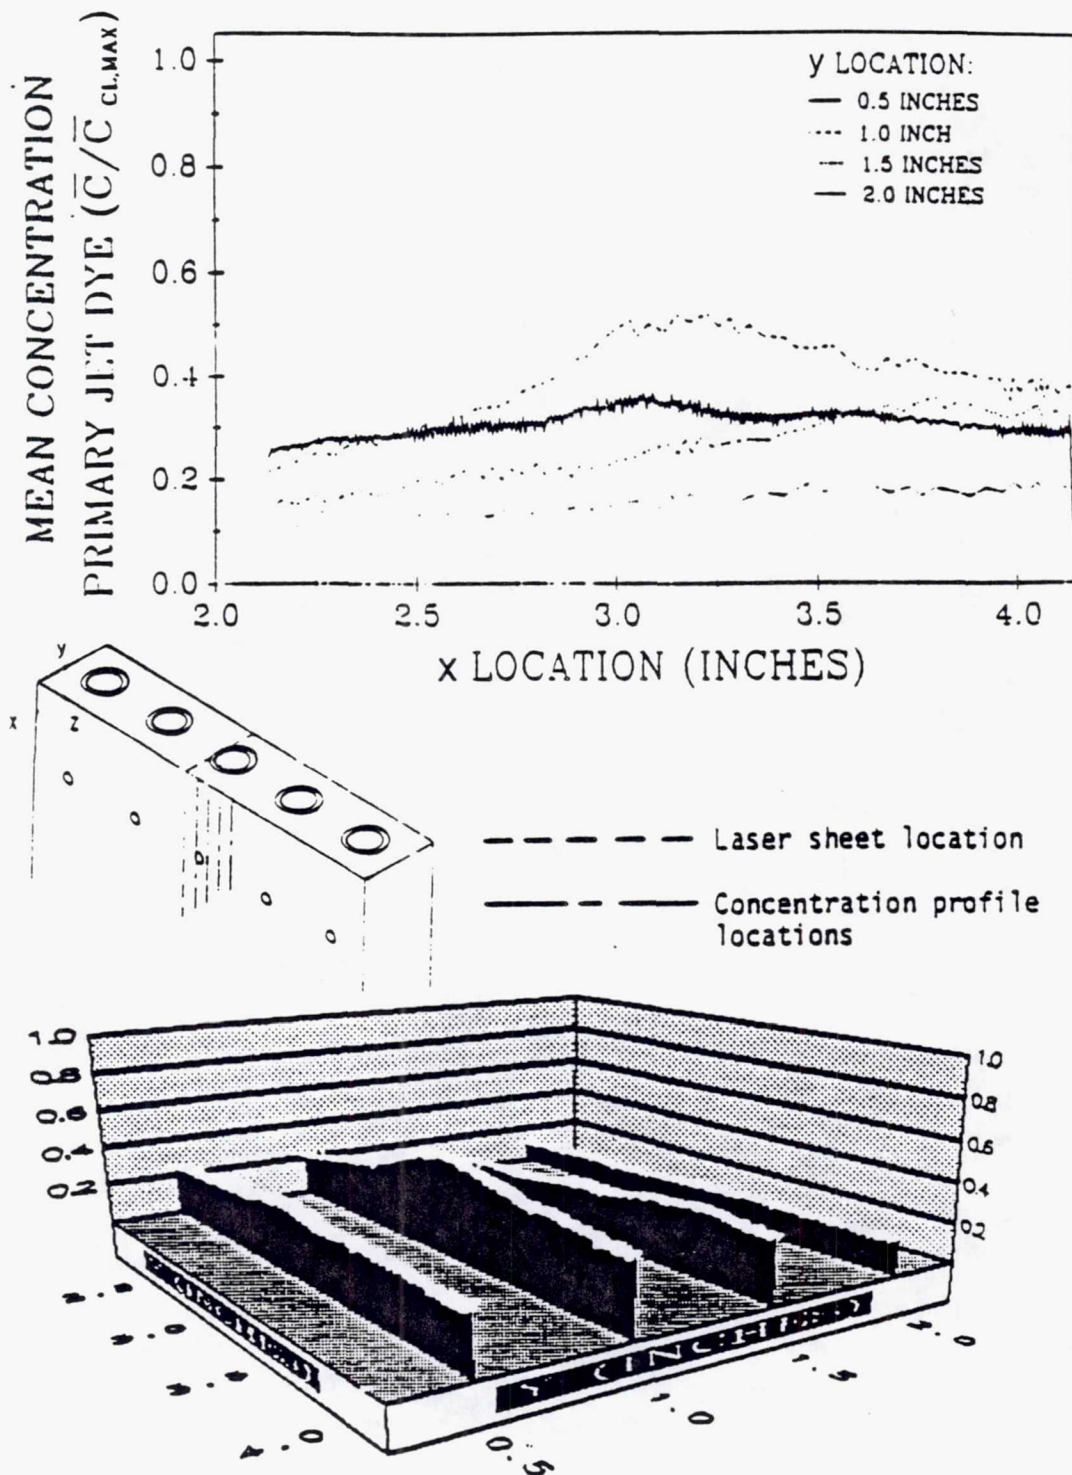 MEAN CONCENTRATION
PRIMARY JET DYE (C̅/C̅ CL,MAX)
1.0
0.8
0.6
0.4
0.2
0.0
y LOCATION:
0.5 INCHES
1.0 INCH
1.5 INCHES
2.0 INCHES
2.0 2.5 3.0 3.5 4.0
x LOCATION (INCHES)
y
x
z
Laser sheet location
Concentration profile
locations
1.0
0.8
0.6
0.4
0.2
1.0
0.8
0.6
0.4
0.2
4.0
0.5
1.0
1.5
Y (INCHES)